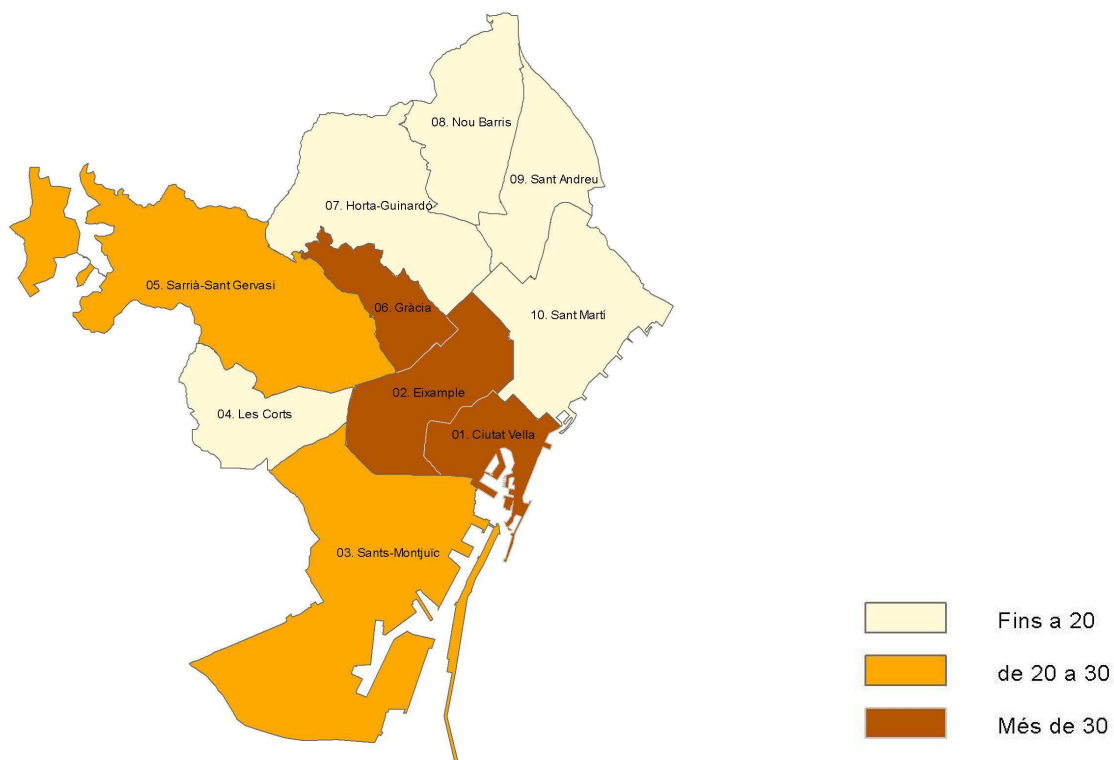 08. Nou Barris
09. Sant Andreu
07. Horta-Guinardó
05. Sarrià-Sant Gervasi
06. Gràcia
10. Sant Martí
02. Eixample
04. Les Corts
01. Ciutat Vella
03. Sants-Montjuïc
Fins a 20
de 20 a 30
Més de 30